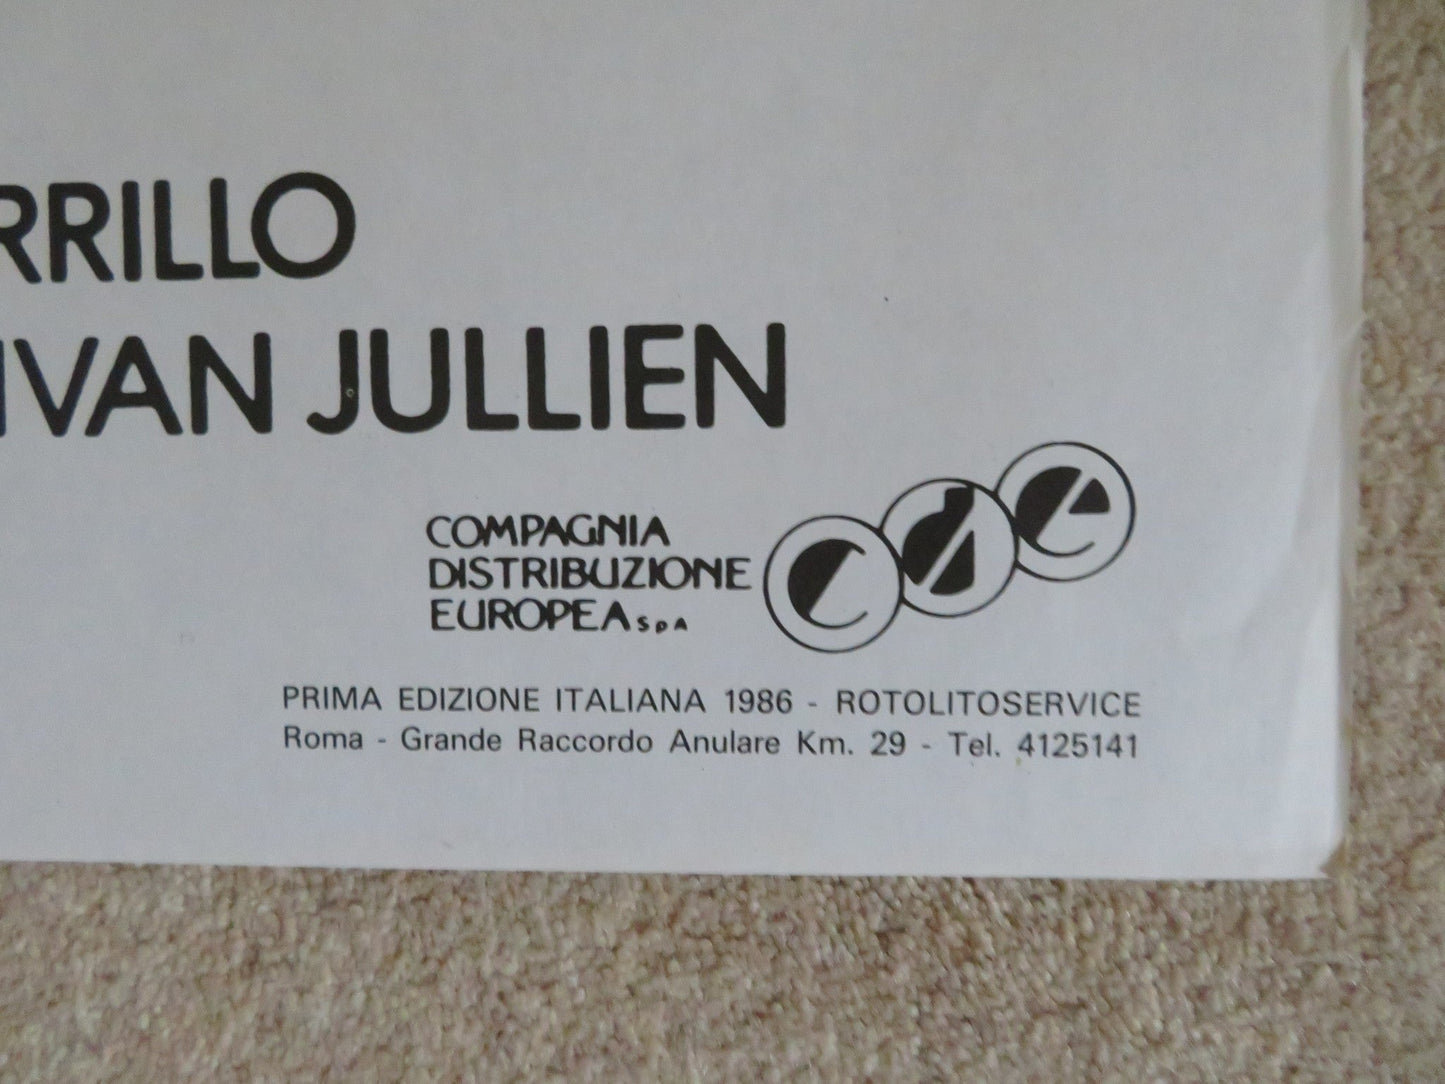 RRILLO
IVAN JULLIEN
COMPAGNIA
DISTRIBUZIONE
EUROPEA SPA
cde
PRIMA EDIZIONE ITALIANA 1986 - ROTOLITOSERVICE
Roma - Grande Raccordo Anulare Km. 29 - Tel. 4125141